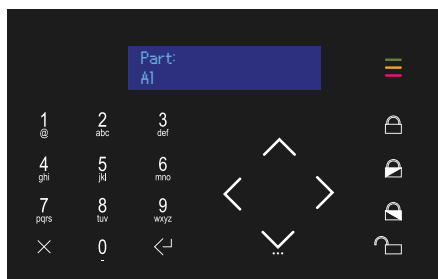 Part:
A1
1 2 3
@ abc def
4 5 6
ghi jkl mno
7 8 9
pqrs tuv wxyz
0
-
...